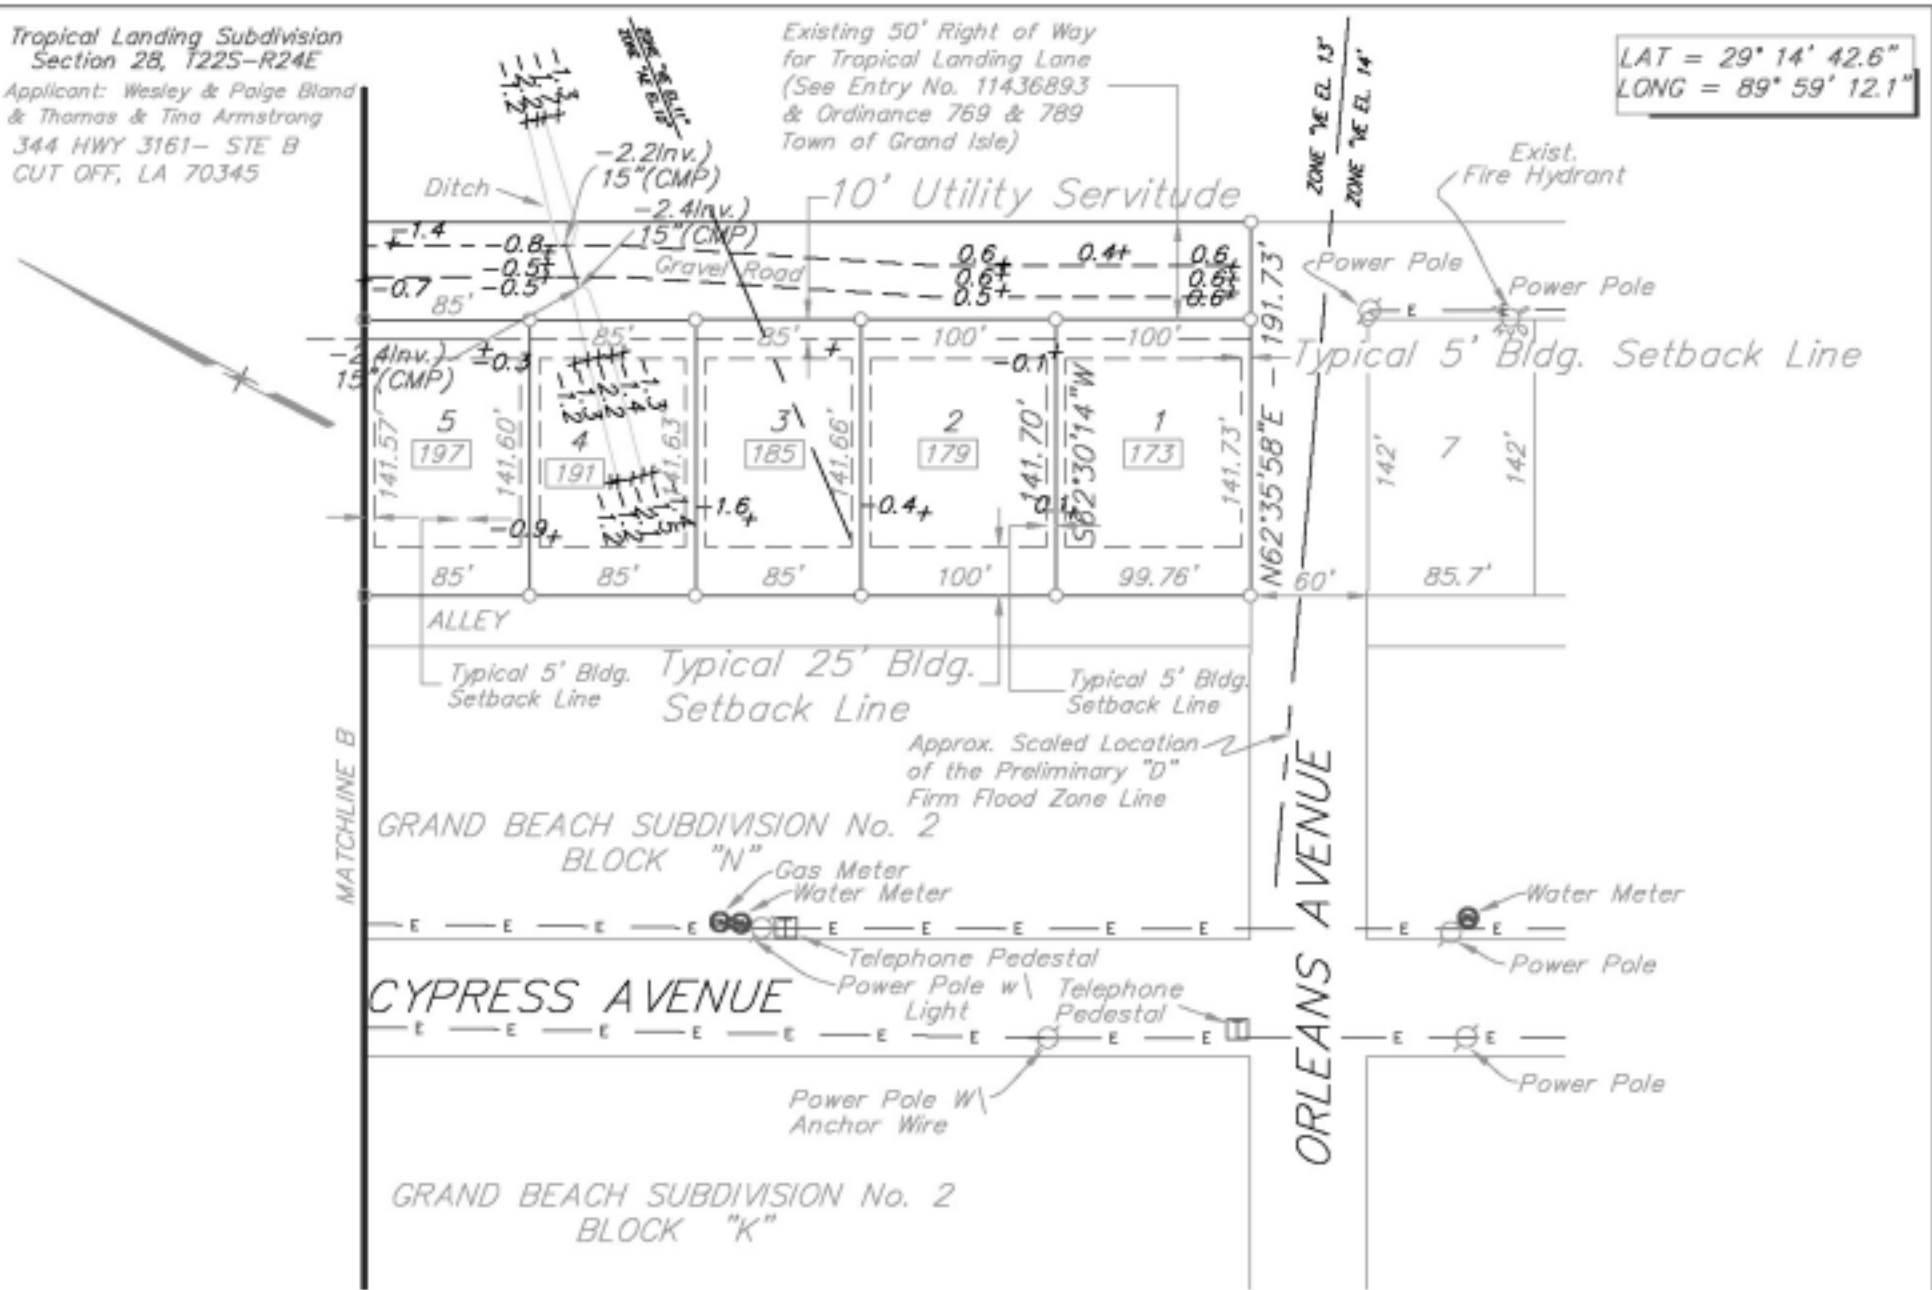 Tropical Landing Subdivision
Section 28, T22S-R24E
Applicant: Wesley & Paige Bland
& Thomas & Tina Armstrong
344 HWY 3161- STE B
CUT OFF, LA 70345
Existing 50' Right of Way
for Tropical Landing Lane
(See Entry No. 11436893
& Ordinance 769 & 789
Town of Grand Isle)
LAT = 29° 14' 42.6"
LONG = 89° 59' 12.1"
ZONE "VE EL 13'
ZONE "VE EL 14'
Exist.
Fire Hydrant
Ditch
-2.2Inv.)
15"(CMP)
-2.4Inv.)
15"(CMP)
10' Utility Servitude
-1.4
-0.8
-0.5
-0.7
-0.5
Gravel Road
0.6
0.6
0.5
0.4
0.6
0.6
0.6
Power Pole
Power Pole
E
E
85'
85'
85'
100'
100'
N62°35'58"E - 191.73'
Typical 5' Bldg. Setback Line
-2.4Inv.)
15"(CMP)
-0.3
-0.1
5
197
4
191
3
185
2
179
1
173
7
141.57'
141.60'
141.63'
141.66'
141.70'
S62°30'14"W
141.73'
142'
142'
-0.9
-1.6
-0.4
85'
85'
85'
100'
99.76'
60'
85.7'
ALLEY
Typical 5' Bldg.
Setback Line
Typical 25' Bldg.
Setback Line
Typical 5' Bldg.
Setback Line
Approx. Scaled Location
of the Preliminary "D"
Firm Flood Zone Line
MATCHLINE B
GRAND BEACH SUBDIVISION No. 2
BLOCK "N"
Gas Meter
Water Meter
Water Meter
E E E E E E E E E E E
Telephone Pedestal
Power Pole w\
Light
Power Pole
CYPRESS AVENUE
Telephone
Pedestal
ORLEANS AVENUE
E E E E E E E E E E E
Power Pole W\
Anchor Wire
Power Pole
GRAND BEACH SUBDIVISION No. 2
BLOCK "K"